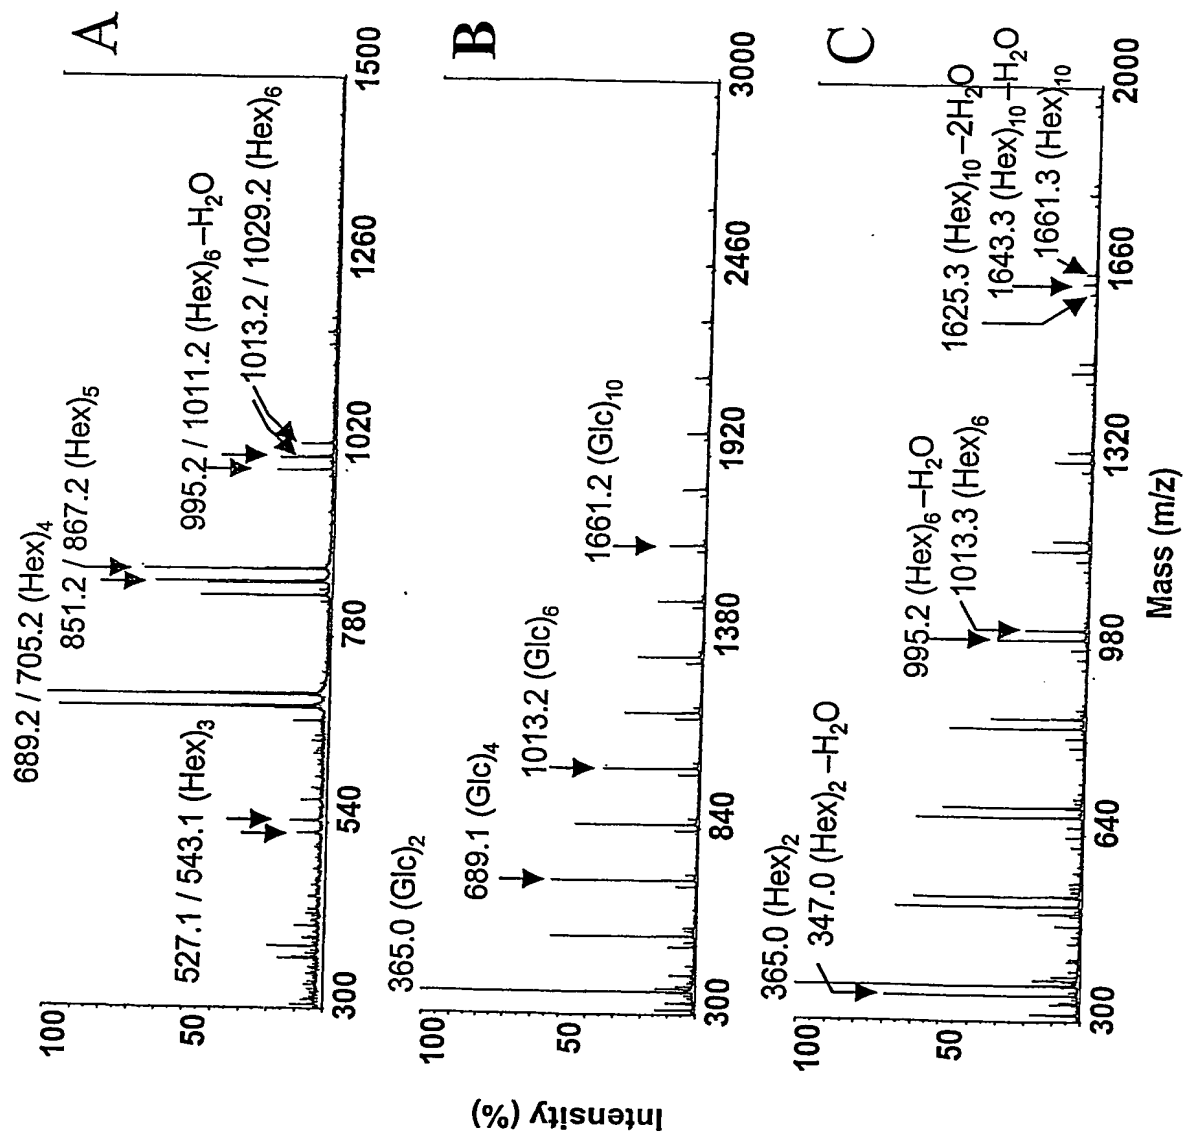 A
689.2 / 705.2 (Hex)4
851.2 / 867.2 (Hex)5
527.1 / 543.1 (Hex)3
995.2 / 1011.2 (Hex)6–H2O
1013.2 / 1029.2 (Hex)6
100
50
300
540
780
1020
1260
1500
B
365.0 (Glc)2
689.1 (Glc)4
1013.2 (Glc)6
1661.2 (Glc)10
100
50
300
840
1380
1920
2460
3000
C
365.0 (Hex)2
347.0 (Hex)2 –H2O
995.2 (Hex)6–H2O
1013.3 (Hex)6
1625.3 (Hex)10–2H2O
1643.3 (Hex)10–H2O
1661.3 (Hex)10
100
50
300
640
980
1320
1660
2000
Mass (m/z)
Intensity (%)